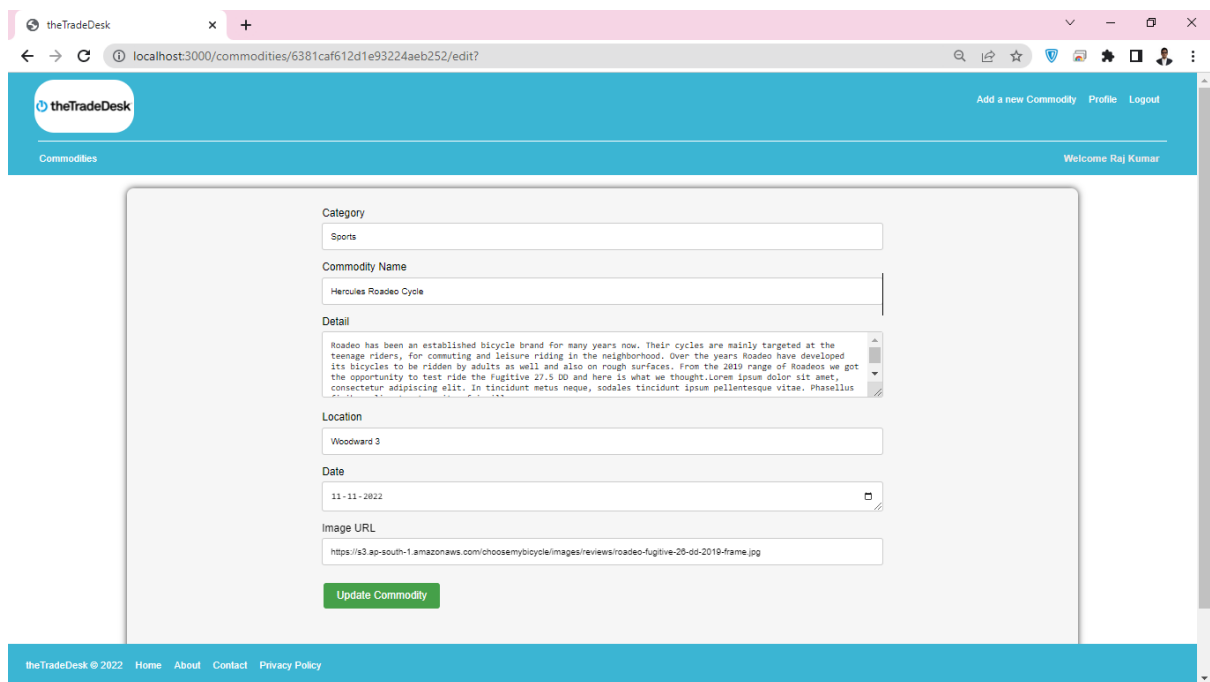 theTradeDesk
localhost:3000/commodities/6381caf612d1e93224aeb252/edit?
theTradeDesk
Add a new Commodity Profile Logout
Commodities
Welcome Raj Kumar
Category
Sports
Commodity Name
Hercules Roadeo Cycle
Detail
Roadeo has been an established bicycle brand for many years now. Their cycles are mainly targeted at the
teenage riders, for commuting and leisure riding in the neighborhood. Over the years Roadeo have developed
its bicycles to be ridden by adults as well and also on rough surfaces. From the 2019 range of Roadeos we got
the opportunity to test ride the Fugitive 27.5 DD and here is what we thought.Lorem ipsum dolor sit amet,
consectetur adipiscing elit. In tincidunt metus neque, sodales tincidunt ipsum pellentesque vitae. Phasellus
Location
Woodward 3
Date
11-11-2022
Image URL
https://s3.ap-south-1.amazonaws.com/choosemybicycle/images/reviews/roadeo-fugitive-26-dd-2019-frame.jpg
Update Commodity
theTradeDesk © 2022 Home About Contact Privacy Policy